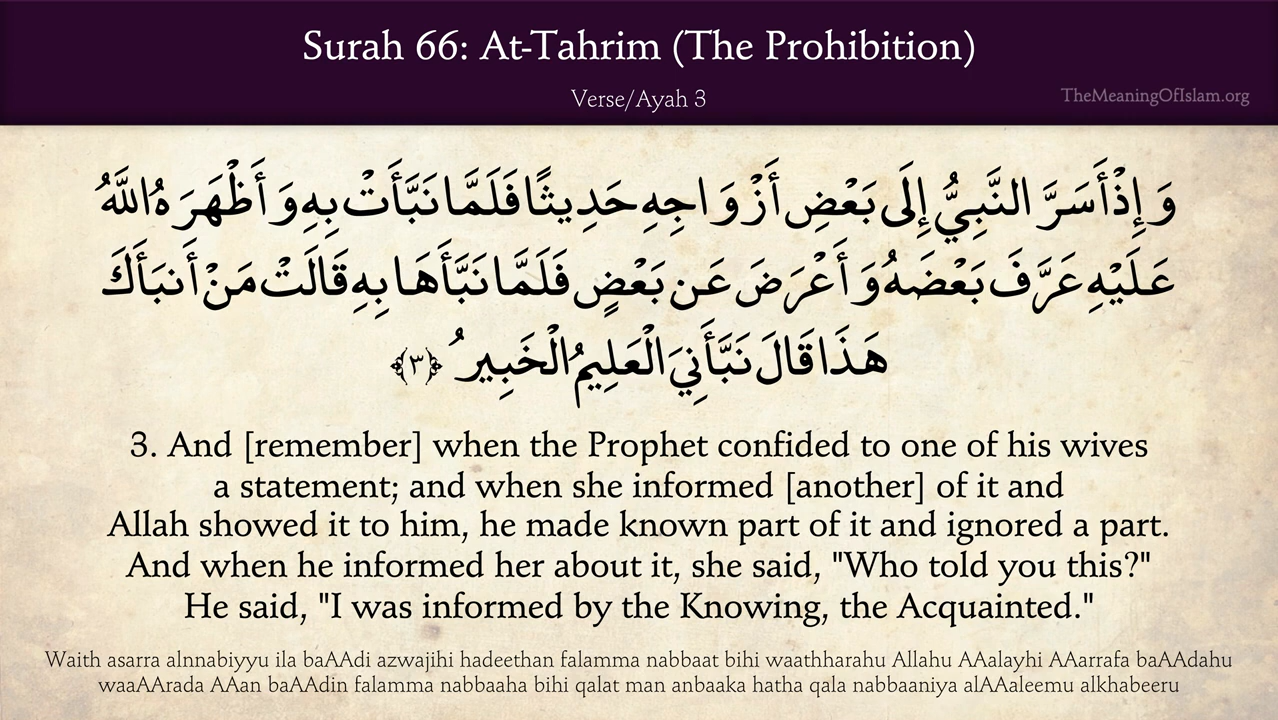 Surah 66: At-Tahrim (The Prohibition)
Verse/Ayah 3
TheMeaningOfIslam.org
وَإِذْ أَسَرَّ النَّبِيُّ إِلَى بَعْضِ أَزْوَاجِهِ حَدِيثًا فَلَمَّا نَبَّأَتْ بِهِ وَأَظْهَرَهُ اللَّهُ
عَلَيْهِ عَرَّفَ بَعْضَهُ وَأَعْرَضَ عَن بَعْضٍ فَلَمَّا نَبَّأَهَا بِهِ قَالَتْ مَنْ أَنبَأَكَ
هَذَا قَالَ نَبَّأَنِيَ الْعَلِيمُ الْخَبِيرُ ﴿٣﴾
3. And [remember] when the Prophet confided to one of his wives
a statement; and when she informed [another] of it and
Allah showed it to him, he made known part of it and ignored a part.
And when he informed her about it, she said, "Who told you this?"
He said, "I was informed by the Knowing, the Acquainted."
Waith asarra alnnabiyyu ila baAAdi azwajihi hadeethan falamma nabbaat bihi waathharahu Allahu AAalayhi AAarrafa baAAdahu
waaAArada AAan baAAdin falamma nabbaaha bihi qalat man anbaaka hatha qala nabbaaniya alAAaleemu alkhabeeru